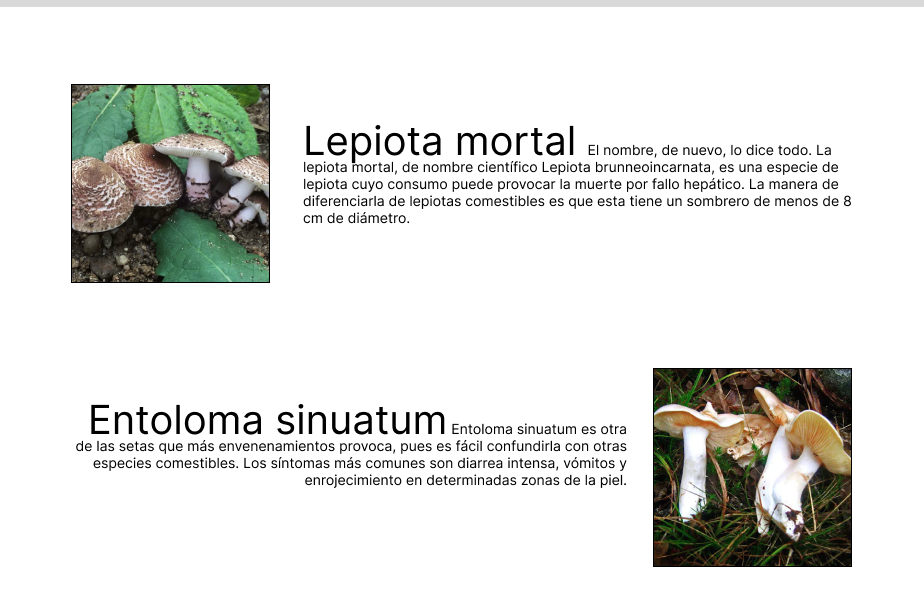 Lepiota mortal El nombre, de nuevo, lo dice todo. La
lepiota mortal, de nombre científico Lepiota brunneoincarnata, es una especie de
lepiota cuyo consumo puede provocar la muerte por fallo hepático. La manera de
diferenciarla de lepiotas comestibles es que esta tiene un sombrero de menos de 8
cm de diámetro.
Entoloma sinuatum Entoloma sinuatum es otra
de las setas que más envenenamientos provoca, pues es fácil confundirla con otras
especies comestibles. Los síntomas más comunes son diarrea intensa, vómitos y
enrojecimiento en determinadas zonas de la piel.